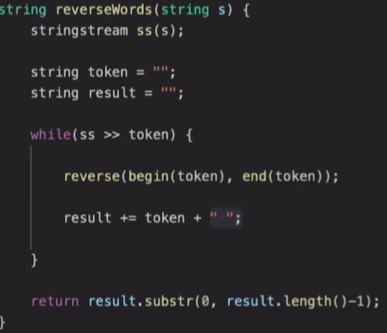 string reverseWords(string s) {
    stringstream ss(s);
    string token = "";
    string result = "";
    while(ss >> token) {
        reverse(begin(token), end(token));
        result += token + " ";
    }
    return result.substr(0, result.length()-1);
}